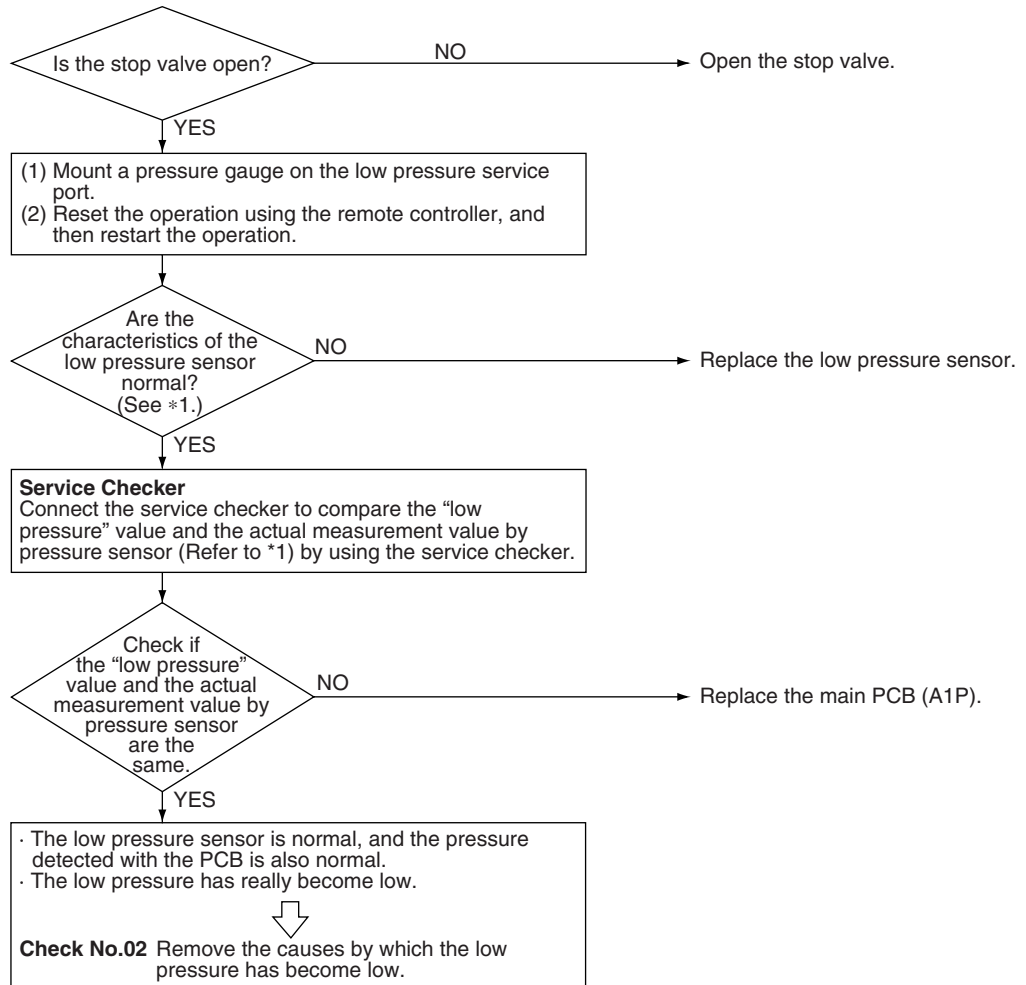 Is the stop valve open?
NO
Open the stop valve.
YES
(1) Mount a pressure gauge on the low pressure service
port.
(2) Reset the operation using the remote controller, and
then restart the operation.
Are the
characteristics of the
low pressure sensor
normal?
(See *1.)
NO
Replace the low pressure sensor.
YES
Service Checker
Connect the service checker to compare the “low
pressure” value and the actual measurement value by
pressure sensor (Refer to *1) by using the service checker.
Check if
the “low pressure”
value and the actual
measurement value by
pressure sensor
are the
same.
NO
Replace the main PCB (A1P).
YES
· The low pressure sensor is normal, and the pressure
detected with the PCB is also normal.
· The low pressure has really become low.
Check No.02 Remove the causes by which the low
pressure has become low.